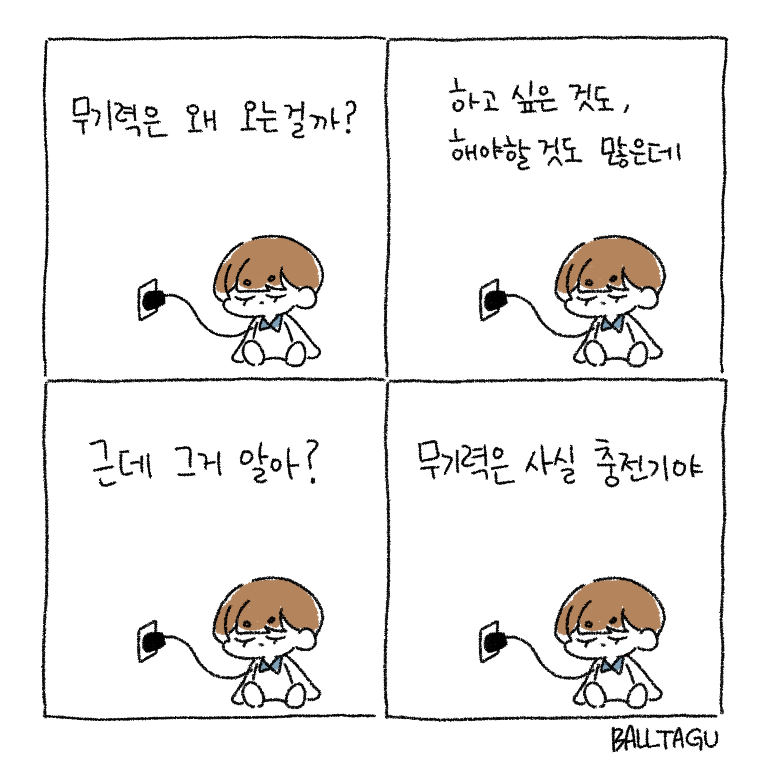 무기력은 왜 오는걸까?
하고 싶은 것도,
해야할 것도 많은데
근데 그거 알아?
무기력은 사실 충전기야
BALLTAGU